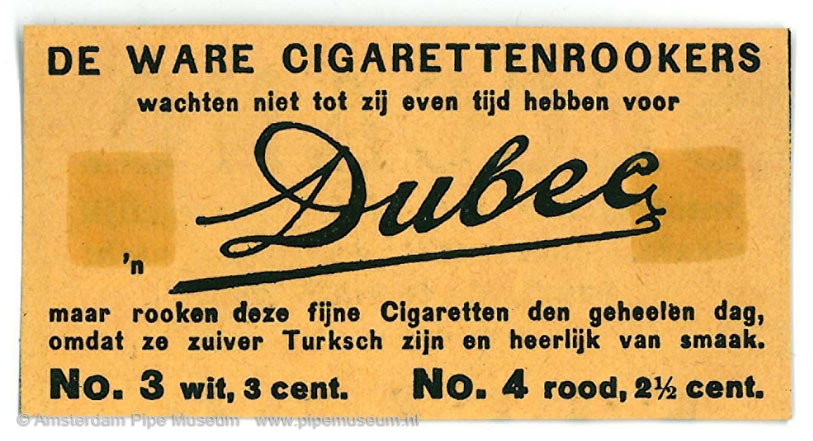 DE WARE CIGARETTENROOKERS
wachten niet tot zij even tijd hebben voor
'n Dubec
maar rooken deze fijne Cigaretten den geheelen dag,
omdat ze zuiver Turksch zijn en heerlijk van smaak.
No. 3 wit, 3 cent. No. 4 rood, 2½ cent.
© Amsterdam Pipe Museum www.pipemuseum.nl